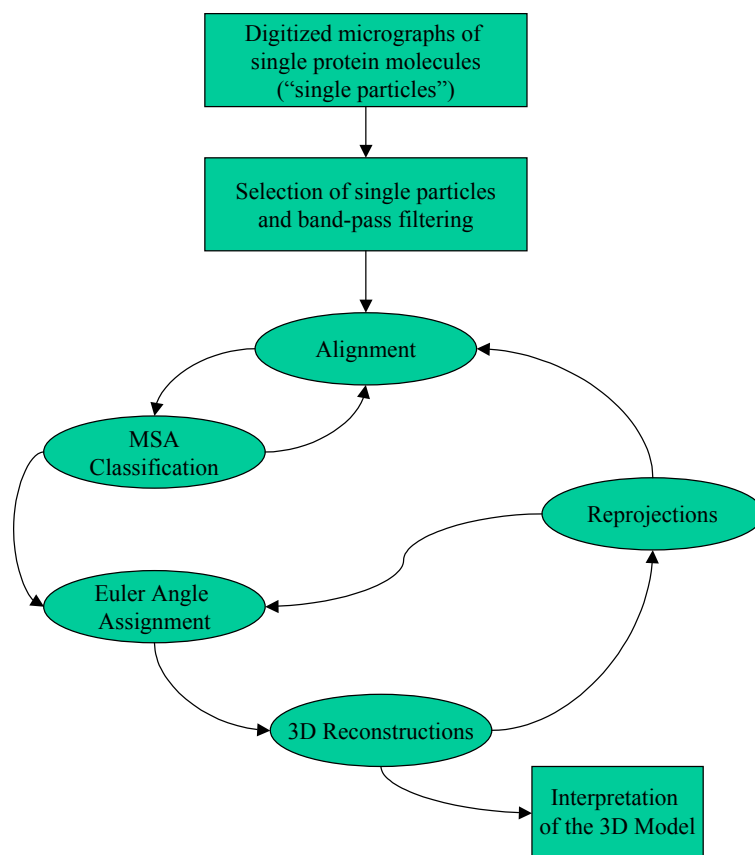 Digitized micrographs of
single protein molecules
(“single particles”)
Selection of single particles
and band-pass filtering
Alignment
MSA
Classification
Reprojections
Euler Angle
Assignment
3D Reconstructions
Interpretation
of the 3D Model